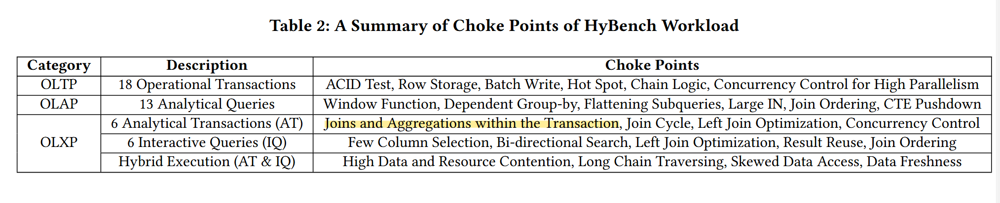 Table 2: A Summary of Choke Points of HyBench Workload
Category Description Choke Points
OLTP 18 Operational Transactions ACID Test, Row Storage, Batch Write, Hot Spot, Chain Logic, Concurrency Control for High Parallelism
OLAP 13 Analytical Queries Window Function, Dependent Group-by, Flattening Subqueries, Large IN, Join Ordering, CTE Pushdown
6 Analytical Transactions (AT) Joins and Aggregations within the Transaction, Join Cycle, Left Join Optimization, Concurrency Control
OLXP 6 Interactive Queries (IQ) Few Column Selection, Bi-directional Search, Left Join Optimization, Result Reuse, Join Ordering
Hybrid Execution (AT & IQ) High Data and Resource Contention, Long Chain Traversing, Skewed Data Access, Data Freshness